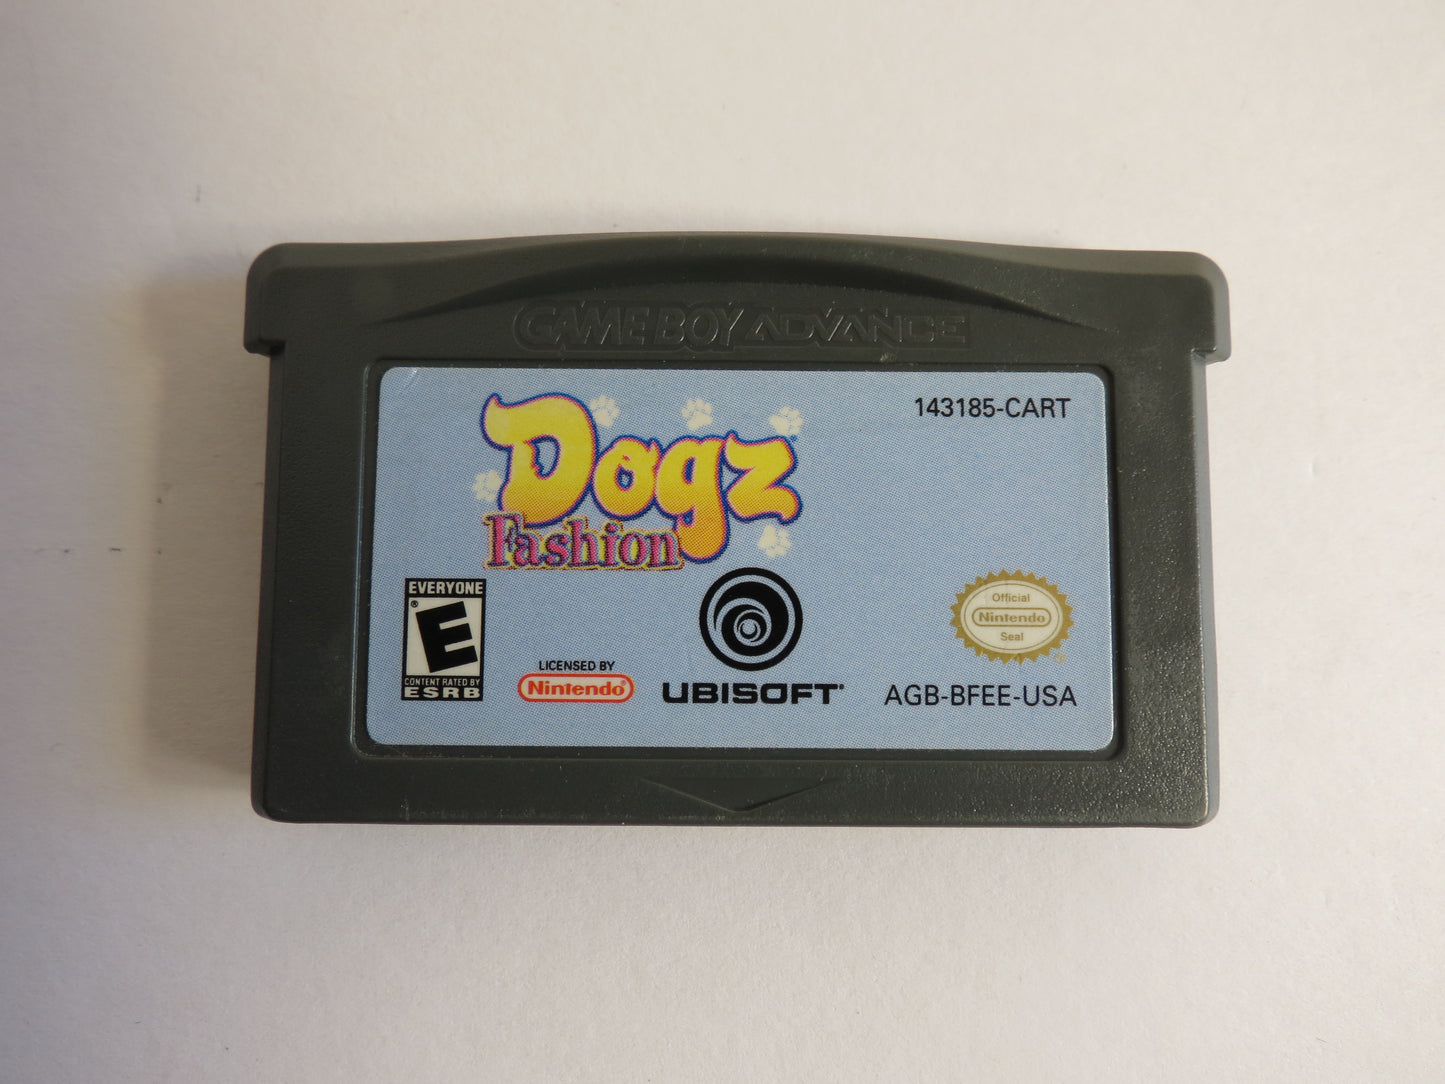 GAME BOY ADVANCE
143185-CART
Dogz
Fashion
EVERYONE
E
CONTENT RATED BY
ESRB
LICENSED BY
Nintendo
UBISOFT
Official
Nintendo
Seal
AGB-BFEE-USA